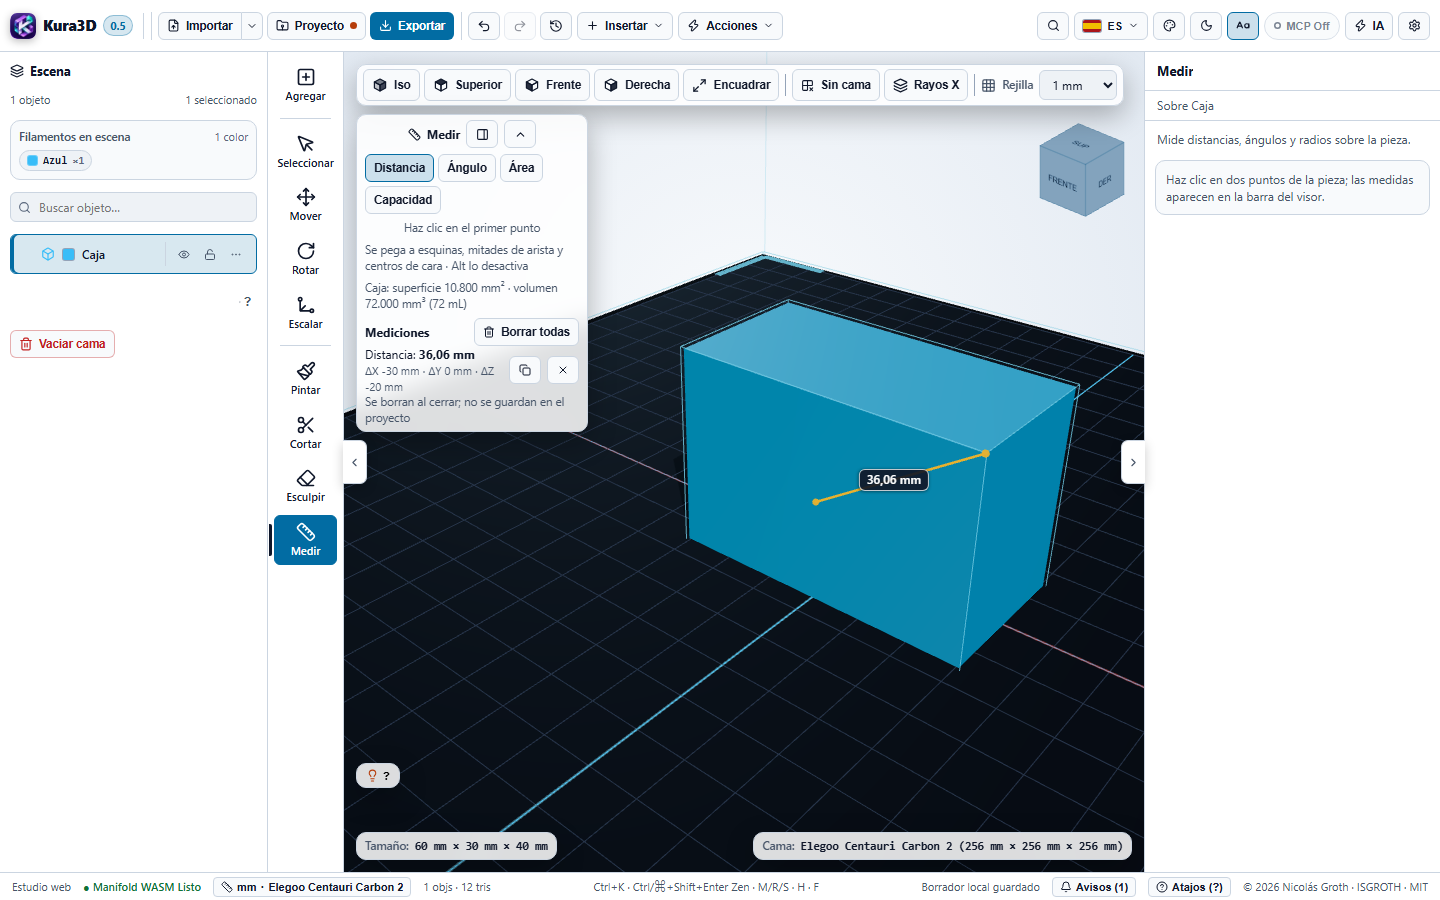 Kura3D 0.5 Importar Proyecto Exportar Insertar Acciones ES Aa MCP Off IA
Escena
1 objeto 1 seleccionado
Filamentos en escena 1 color
Azul ×1
Buscar objeto...
Caja
?
Vaciar cama
Agregar
Seleccionar
Mover
Rotar
Escalar
Pintar
Cortar
Esculpir
Medir
Iso Superior Frente Derecha Encuadrar Sin cama Rayos X Rejilla 1 mm
Medir
Distancia Ángulo Área
Capacidad
Haz clic en el primer punto
Se pega a esquinas, mitades de arista y
centros de cara · Alt lo desactiva
Caja: superficie 10.800 mm² · volumen
72.000 mm³ (72 mL)
Mediciones Borrar todas
Distancia: 36,06 mm
ΔX -30 mm · ΔY 0 mm · ΔZ
-20 mm
Se borran al cerrar; no se guardan en el
proyecto
SUP
FRENTE DER
36,06 mm
?
Tamaño: 60 mm × 30 mm × 40 mm
Cama: Elegoo Centauri Carbon 2 (256 mm × 256 mm × 256 mm)
Medir
Sobre Caja
Mide distancias, ángulos y radios sobre la pieza.
Haz clic en dos puntos de la pieza; las medidas
aparecen en la barra del visor.
Estudio web ● Manifold WASM Listo mm · Elegoo Centauri Carbon 2 1 objs · 12 tris Ctrl+K · Ctrl/⌘+Shift+Enter Zen · M/R/S · H · F Borrador local guardado Avisos (1) Atajos (?) © 2026 Nicolás Groth · ISGROTH · MIT